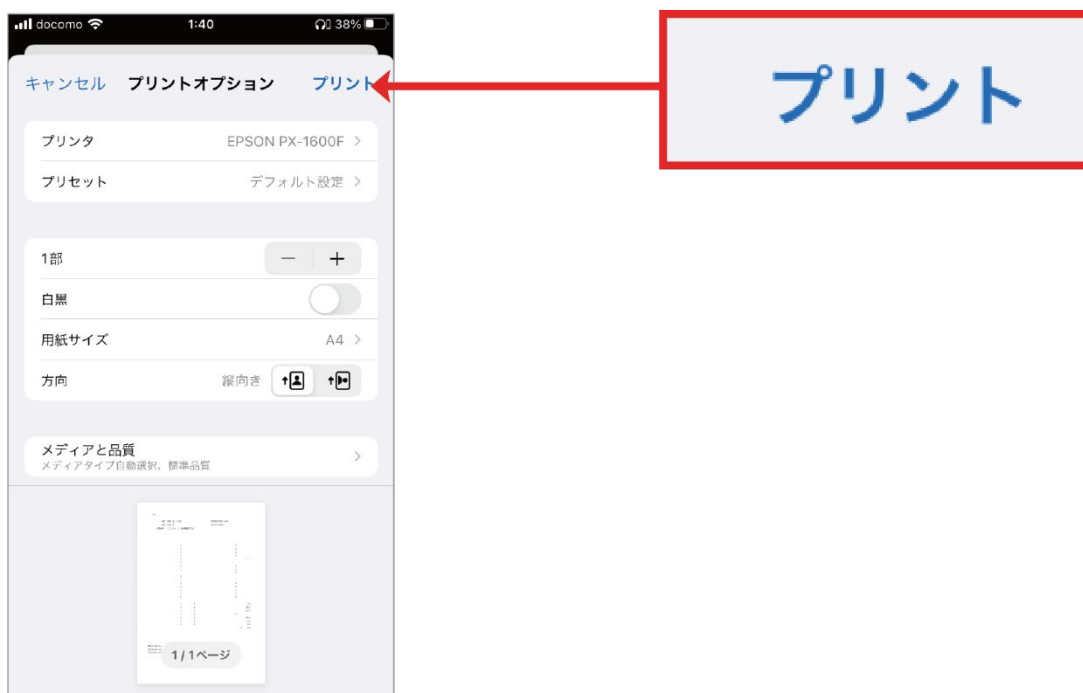 docomo 1:40 38%
キャンセル プリントオプション プリント
プリント
プリンタ EPSON PX-1600F
プリセット デフォルト設定
1部 − +
白黒
用紙サイズ A4
方向 縦向き
メディアと品質
メディアタイプ自動選択、標準品質
1/1ページ